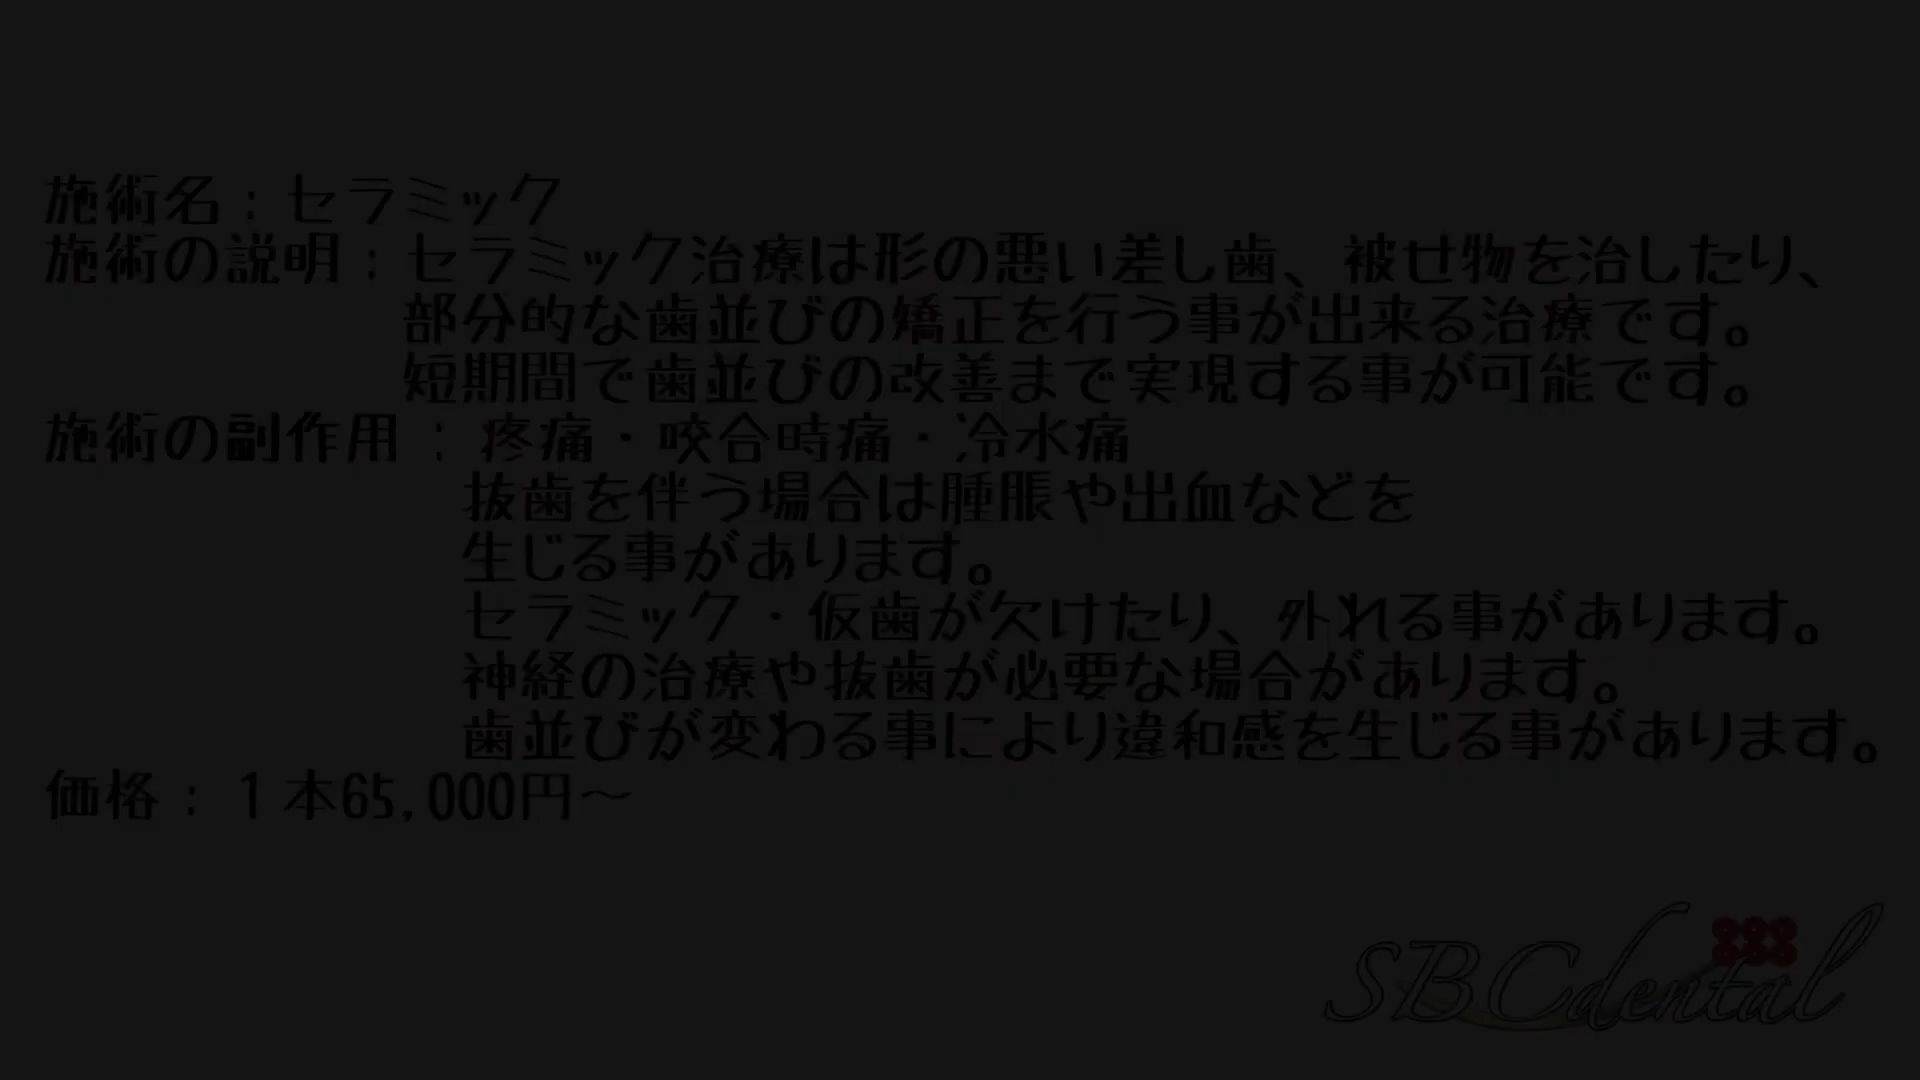 施術名：セラミック
施術の説明：セラミック治療は形の悪い差し歯、被せ物を治したり、
部分的な歯並びの矯正を行う事が出来る治療です。
短期間で歯並びの改善まで実現する事が可能です。
施術の副作用：疼痛・咬合時痛・冷水痛
抜歯を伴う場合は腫脹や出血などを
生じる事があります。
セラミック・仮歯が欠けたり、外れる事があります。
神経の治療や抜歯が必要な場合があります。
歯並びが変わる事により違和感を生じる事があります。
価格：１本65,000円～
SBCdental